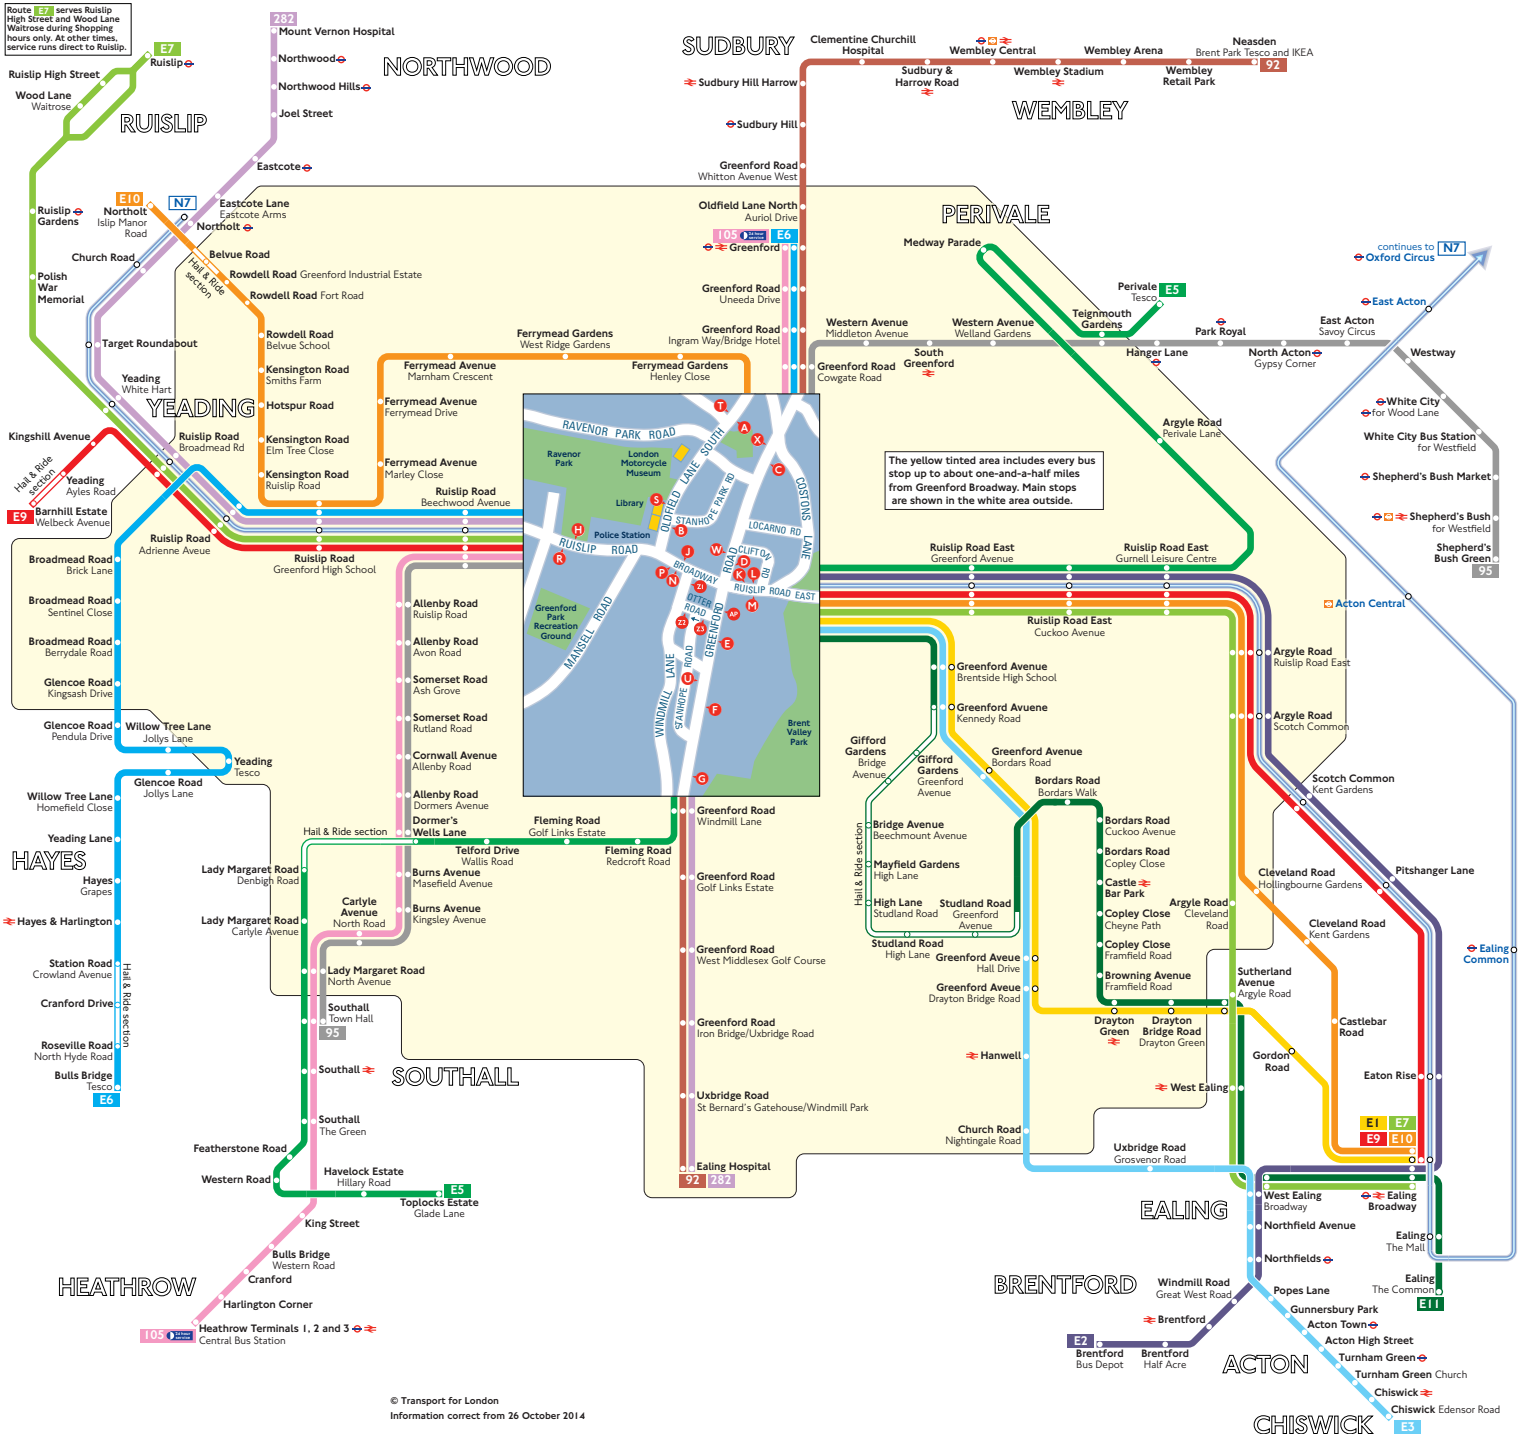 Route E7 serves Ruislip
High Street and Wood Lane
Waitrose during Shopping
hours only. At other times,
service runs direct to Ruislip.
E7
Ruislip
Ruislip High Street
Wood Lane
Waitrose
RUISLIP
282
Mount Vernon Hospital
Northwood
Northwood Hills
Joel Street
NORTHWOOD
Eastcote
Eastcote Lane
Eastcote Arms
Northolt
E10
Northolt
Islip Manor
Road
N7
Church Road
Ruislip
Gardens
Polish
War
Memorial
Belvue Road
Hail & Ride
section
Rowdell Road Greenford Industrial Estate
Rowdell Road Fort Road
Rowdell Road
Belvue School
Kensington Road
Smiths Farm
Hotspur Road
Kensington Road
Elm Tree Close
Kensington Road
Ruislip Road
Target Roundabout
Yeading
White Hart
YEADING
Ruislip Road
Broadmead Rd
Kingshill Avenue
Hail & Ride
section
Yeading
Ayles Road
E9
Barnhill Estate
Welbeck Avenue
Ruislip Road
Adrienne Aveue
Ruislip Road
Greenford High School
Ruislip Road
Beechwood Avenue
Ferrymead Gardens
West Ridge Gardens
Ferrymead Avenue
Marnham Crescent
Ferrymead Gardens
Henley Close
Ferrymead Avenue
Ferrymead Drive
Ferrymead Avenue
Marley Close
SUDBURY
Clementine Churchill
Hospital
Sudbury &
Harrow Road
Wembley Central
Wembley Stadium
Wembley Arena
Wembley
Retail Park
Neasden
Brent Park Tesco and IKEA
92
WEMBLEY
Sudbury Hill Harrow
Sudbury Hill
Greenford Road
Whitton Avenue West
Oldfield Lane North
Auriol Drive
105
24 hour
service
E6
Greenford
Greenford Road
Uneeda Drive
Greenford Road
Ingram Way/Bridge Hotel
Greenford Road
Cowgate Road
Western Avenue
Middleton Avenue
South
Greenford
Western Avenue
Welland Gardens
PERIVALE
Medway Parade
Perivale
Tesco
E5
Teignmouth
Gardens
Hanger Lane
Park Royal
North Acton
Gypsy Corner
East Acton
Savoy Circus
continues to N7
Oxford Circus
East Acton
Westway
White City
for Wood Lane
White City Bus Station
for Westfield
Shepherd's Bush Market
Shepherd's Bush
for Westfield
Shepherd's
Bush Green
95
Acton Central
Argyle Road
Perivale Lane
The yellow tinted area includes every bus
stop up to about one-and-a-half miles
from Greenford Broadway. Main stops
are shown in the white area outside.
RAVENOR PARK ROAD
Ravenor
Park
London
Motorcycle
Museum
Library
Police Station
OLDFIELD LANE SOUTH
STANHOPE PARK RD
COSTONS LANE
LOCARNO RD
CLIFTON RD
RUISLIP ROAD
BROADWAY
RUISLIP ROAD EAST
OTTER
ROAD
GREENFORD ROAD
MANSELL ROAD
WINDMILL LANE
STANHOPE ROAD
Greenford
Park
Recreation
Ground
Brent
Valley
Park
T
A
X
C
S
B
H
R
J
W
D
K
L
P
N
Z1
M
AP
Z2
Z3
E
U
F
G
Ruislip Road East
Greenford Avenue
Ruislip Road East
Gurnell Leisure Centre
Ruislip Road East
Cuckoo Avenue
Argyle Road
Ruislip Road East
Argyle Road
Scotch Common
Scotch Common
Kent Gardens
Pitshanger Lane
Cleveland Road
Hollingbourne Gardens
Cleveland Road
Kent Gardens
Castlebar
Road
Argyle Road
Cleveland
Road
Sutherland
Avenue
Argyle Road
Ealing
Common
Eaton Rise
Gordon
Road
West Ealing
E1
E7
E9
E10
Greenford Avenue
Brentside High School
Greenford Avuene
Kennedy Road
Greenford Avenue
Bordars Road
Gifford
Gardens
Bridge
Avenue
Gifford
Gardens
Greenford
Avenue
Bridge Avenue
Beechmount Avenue
Mayfield Gardens
High Lane
High Lane
Studland Road
Hail & Ride section
Studland Road
High Lane
Studland Road
Greenford
Avenue
Bordars Road
Bordars Walk
Bordars Road
Cuckoo Avenue
Bordars Road
Copley Close
Castle
Bar Park
Copley Close
Cheyne Path
Copley Close
Framfield Road
Browning Avenue
Framfield Road
Greenford Aveue
Hall Drive
Greenford Aveue
Drayton Bridge Road
Drayton
Green
Drayton
Bridge Road
Drayton Green
Hanwell
Church Road
Nightingale Road
Uxbridge Road
Grosvenor Road
EALING
West Ealing
Broadway
Ealing
Broadway
Northfield Avenue
Northfields
Ealing
The Mall
Ealing
The Common
E11
BRENTFORD
Windmill Road
Great West Road
Brentford
E2
Brentford
Bus Depot
Brentford
Half Acre
Popes Lane
Gunnersbury Park
Acton Town
Acton High Street
Turnham Green
Turnham Green Church
Chiswick
Chiswick Edensor Road
E3
ACTON
CHISWICK
Broadmead Road
Brick Lane
Broadmead Road
Sentinel Close
Broadmead Road
Berrydale Road
Glencoe Road
Kingsash Drive
Glencoe Road
Pendula Drive
Willow Tree Lane
Jollys Lane
Yeading
Tesco
Glencoe Road
Jollys Lane
Willow Tree Lane
Homefield Close
Yeading Lane
HAYES
Hayes
Grapes
Hayes & Harlington
Station Road
Crowland Avenue
Cranford Drive
Hail & Ride section
Roseville Road
North Hyde Road
Bulls Bridge
Tesco
E6
Allenby Road
Ruislip Road
Allenby Road
Avon Road
Somerset Road
Ash Grove
Somerset Road
Rutland Road
Cornwall Avenue
Allenby Road
Allenby Road
Dormers Avenue
Dormer's
Wells Lane
Hail & Ride section
Telford Drive
Wallis Road
Fleming Road
Golf Links Estate
Fleming Road
Redcroft Road
Burns Avenue
Masefield Avenue
Burns Avenue
Kingsley Avenue
Carlyle
Avenue
North Road
Lady Margaret Road
Denbigh Road
Lady Margaret Road
Carlyle Avenue
Lady Margaret Road
North Avenue
Southall
Town Hall
95
Southall
SOUTHALL
Southall
The Green
Featherstone Road
Western Road
Havelock Estate
Hillary Road
E5
Toplocks Estate
Glade Lane
King Street
Bulls Bridge
Western Road
Cranford
Harlington Corner
HEATHROW
105
24 hour
service
Heathrow Terminals 1, 2 and 3
Central Bus Station
Greenford Road
Windmill Lane
Greenford Road
Golf Links Estate
Greenford Road
West Middlesex Golf Course
Greenford Road
Iron Bridge/Uxbridge Road
Uxbridge Road
St Bernard's Gatehouse/Windmill Park
Ealing Hospital
92
282
© Transport for London
Information correct from 26 October 2014